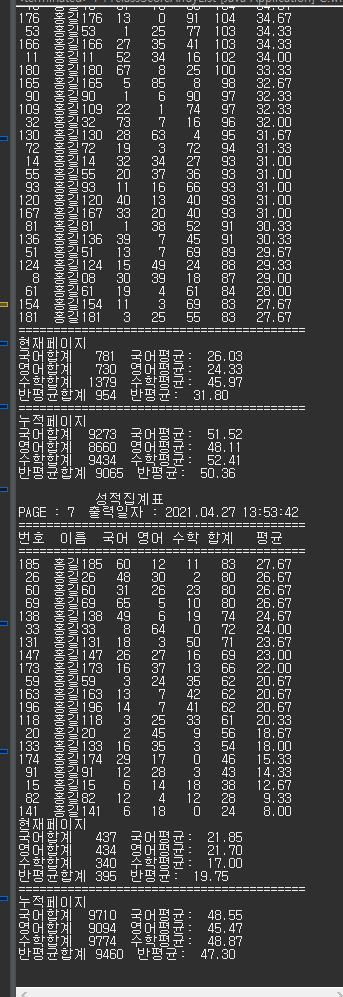 176 홍길176 13 0 91 104 34.67
53 홍길53 1 25 77 103 34.33
166 홍길166 27 35 41 103 34.33
11 홍길11 52 34 16 102 34.00
180 홍길180 67 8 25 100 33.33
165 홍길165 5 85 8 98 32.67
90 홍길90 1 6 90 97 32.33
109 홍길109 22 1 74 97 32.33
32 홍길32 73 7 16 96 32.00
130 홍길130 28 63 4 95 31.67
72 홍길72 19 3 72 94 31.33
14 홍길14 32 34 27 93 31.00
55 홍길55 20 37 36 93 31.00
93 홍길93 11 16 66 93 31.00
120 홍길120 40 13 40 93 31.00
167 홍길167 33 20 40 93 31.00
81 홍길81 1 38 52 91 30.33
136 홍길136 39 7 45 91 30.33
51 홍길51 13 7 69 89 29.67
124 홍길124 15 49 24 88 29.33
8 홍길08 30 39 18 87 29.00
61 홍길61 19 4 61 84 28.00
154 홍길154 11 3 69 83 27.67
181 홍길181 3 25 55 83 27.67
=========================================
현재페이지
국어합계 781 국어평균: 26.03
영어합계 730 영어평균: 24.33
수학합계 1379 수학평균: 45.97
반평균합계 954 반평균: 31.80
=========================================
누적페이지
국어합계 9273 국어평균: 51.52
영어합계 8660 영어평균: 48.11
수학합계 9434 수학평균: 52.41
반평균합계 9065 반평균: 50.36
성적집계표
PAGE : 7 출력일자 : 2021.04.27 13:53:42
=========================================
번호 이름 국어 영어 수학 합계 평균
=========================================
185 홍길185 60 12 11 83 27.67
26 홍길26 48 30 2 80 26.67
60 홍길60 31 26 23 80 26.67
69 홍길69 65 5 10 80 26.67
138 홍길138 49 6 19 74 24.67
33 홍길33 8 64 0 72 24.00
131 홍길131 18 3 50 71 23.67
147 홍길147 26 27 16 69 23.00
173 홍길173 16 37 13 66 22.00
59 홍길59 3 24 35 62 20.67
163 홍길163 13 7 42 62 20.67
196 홍길196 14 7 41 62 20.67
118 홍길118 3 25 33 61 20.33
20 홍길20 2 45 9 56 18.67
133 홍길133 16 35 3 54 18.00
174 홍길174 29 17 0 46 15.33
91 홍길91 12 28 3 43 14.33
15 홍길15 6 14 18 38 12.67
82 홍길82 12 4 12 28 9.33
141 홍길141 6 18 0 24 8.00
현재페이지
국어합계 437 국어평균: 21.85
영어합계 434 영어평균: 21.70
수학합계 340 수학평균: 17.00
반평균합계 395 반평균: 19.75
=========================================
누적페이지
국어합계 9710 국어평균: 48.55
영어합계 9094 영어평균: 45.47
수학합계 9774 수학평균: 48.87
반평균합계 9460 반평균: 47.30